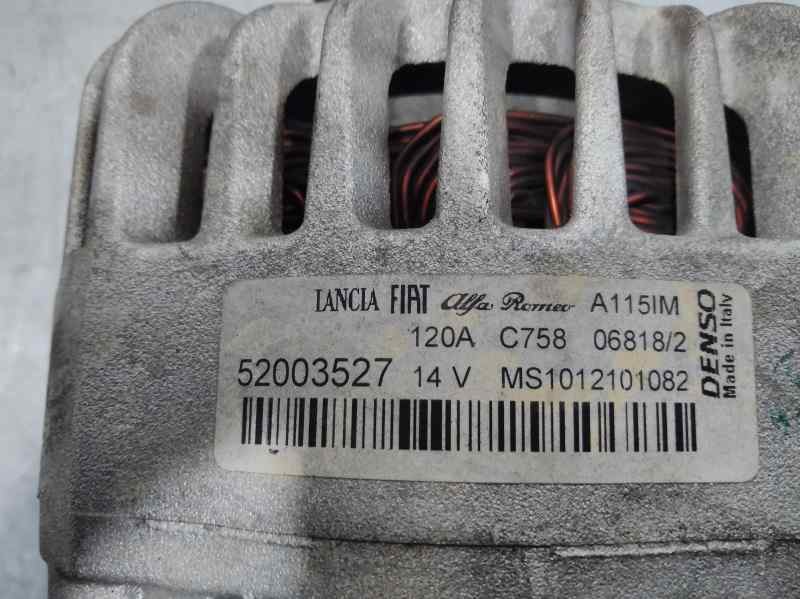 LANCIA FIAT Alfa Romeo A115IM
120A C758 06818/2
52003527 14 V MS1012101082
DENSO
Made in Italy